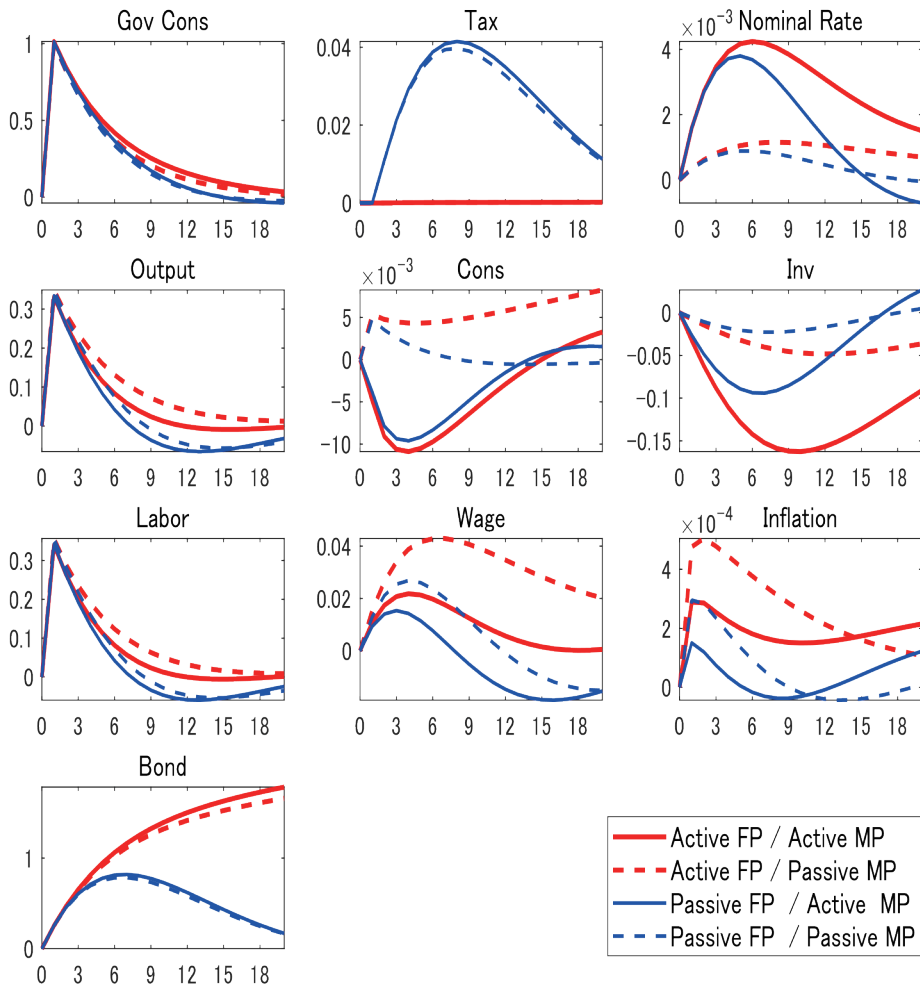 Gov Cons
1
0.5
0
0 3 6 9 12 15 18
Tax
0.04
0.02
0
0 3 6 9 12 15 18
×10⁻³ Nominal Rate
4
2
0
0 3 6 9 12 15 18
Output
0.3
0.2
0.1
0
0 3 6 9 12 15 18
×10⁻³ Cons
5
0
−5
−10
0 3 6 9 12 15 18
Inv
0
−0.05
−0.1
−0.15
0 3 6 9 12 15 18
Labor
0.3
0.2
0.1
0
0 3 6 9 12 15 18
Wage
0.04
0.02
0
0 3 6 9 12 15 18
×10⁻⁴ Inflation
4
2
0
0 3 6 9 12 15 18
Bond
1
0
0 3 6 9 12 15 18
Active FP / Active MP
Active FP / Passive MP
Passive FP / Active MP
Passive FP / Passive MP